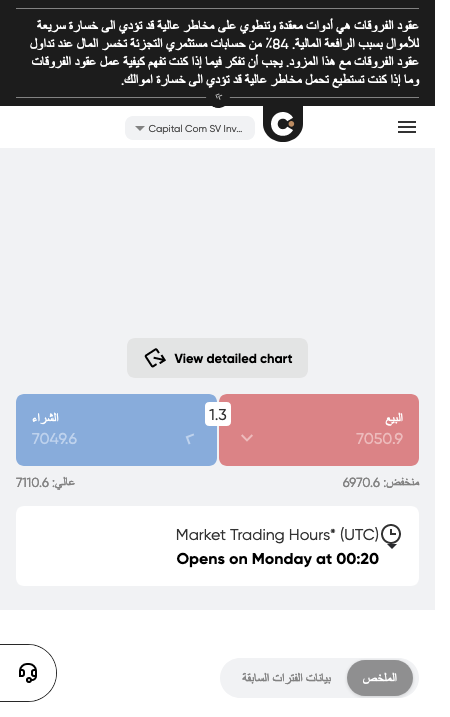 عقود الفروقات هي أدوات معقدة وتنطوي على مخاطر عالية قد تؤدي الى خسارة سريعة
للأموال بسبب الرافعة المالية. 84٪ من حسابات مستثمري التجزئة تخسر المال عند تداول
عقود الفروقات مع هذا المزود. يجب أن تفكر فيما إذا كنت تفهم كيفية عمل عقود الفروقات
وما إذا كنت تستطيع تحمل مخاطر عالية قد تؤدي الى خسارة اموالك.
Capital Com SV Inv...
View detailed chart
البيع
7050.9
1.3
الشراء
7049.6
منخفض: 6970.6
عالي: 7110.6
Market Trading Hours* (UTC)
Opens on Monday at 00:20
الملخص
بيانات الفترات السابقة